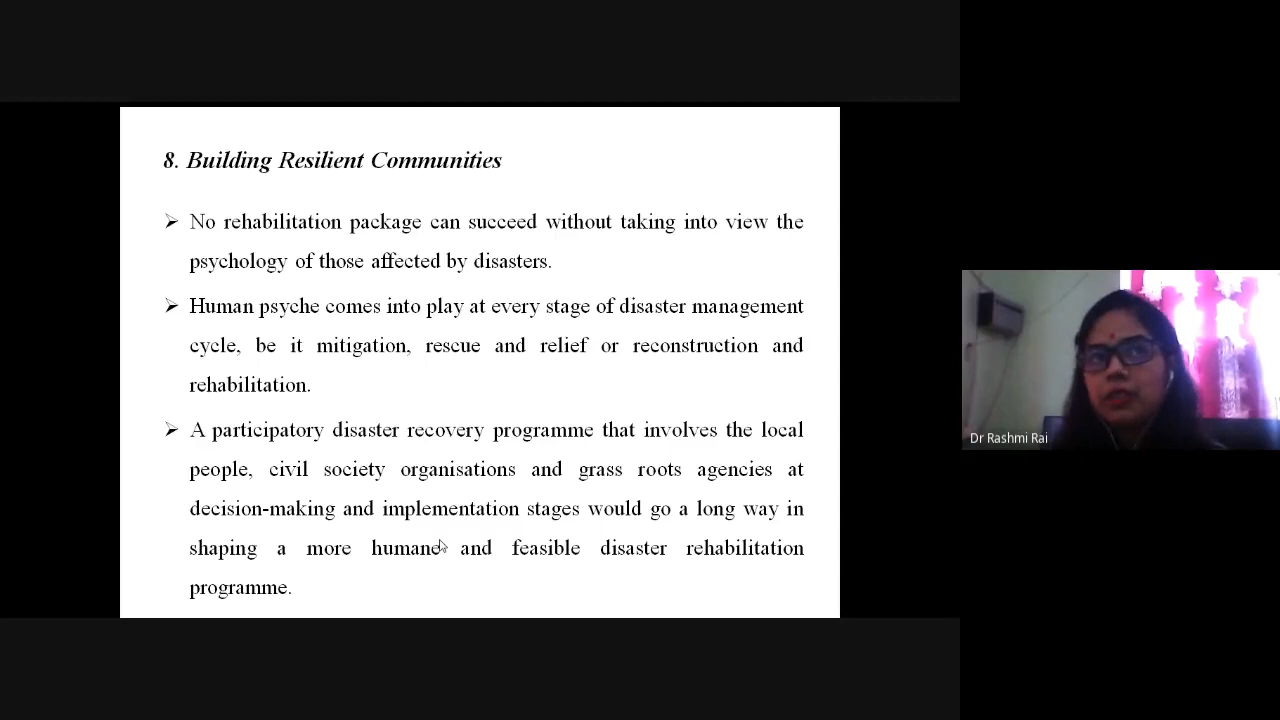 8. Building Resilient Communities
No rehabilitation package can succeed without taking into view the
psychology of those affected by disasters.
Human psyche comes into play at every stage of disaster management
cycle, be it mitigation, rescue and relief or reconstruction and
rehabilitation.
A participatory disaster recovery programme that involves the local
people, civil society organisations and grass roots agencies at
decision-making and implementation stages would go a long way in
shaping a more humane and feasible disaster rehabilitation
programme.
Dr Rashmi Rai